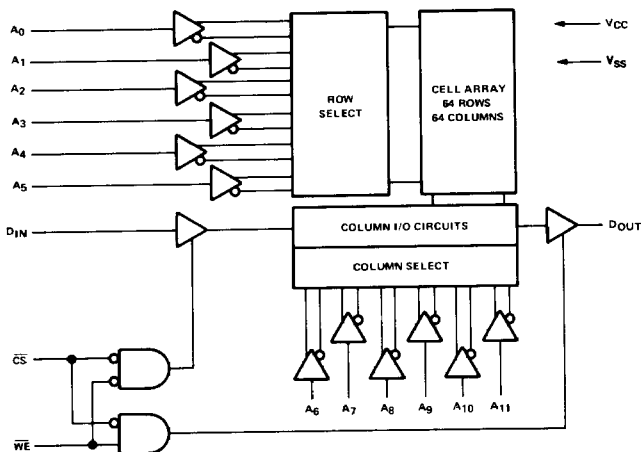 A0
A1
A2
A3
A4
A5
ROW
SELECT
CELL ARRAY
64 ROWS
64 COLUMNS
VCC
VSS
DIN
COLUMN I/O CIRCUITS
COLUMN SELECT
DOUT
CS
WE
A6
A7
A8
A9
A10
A11